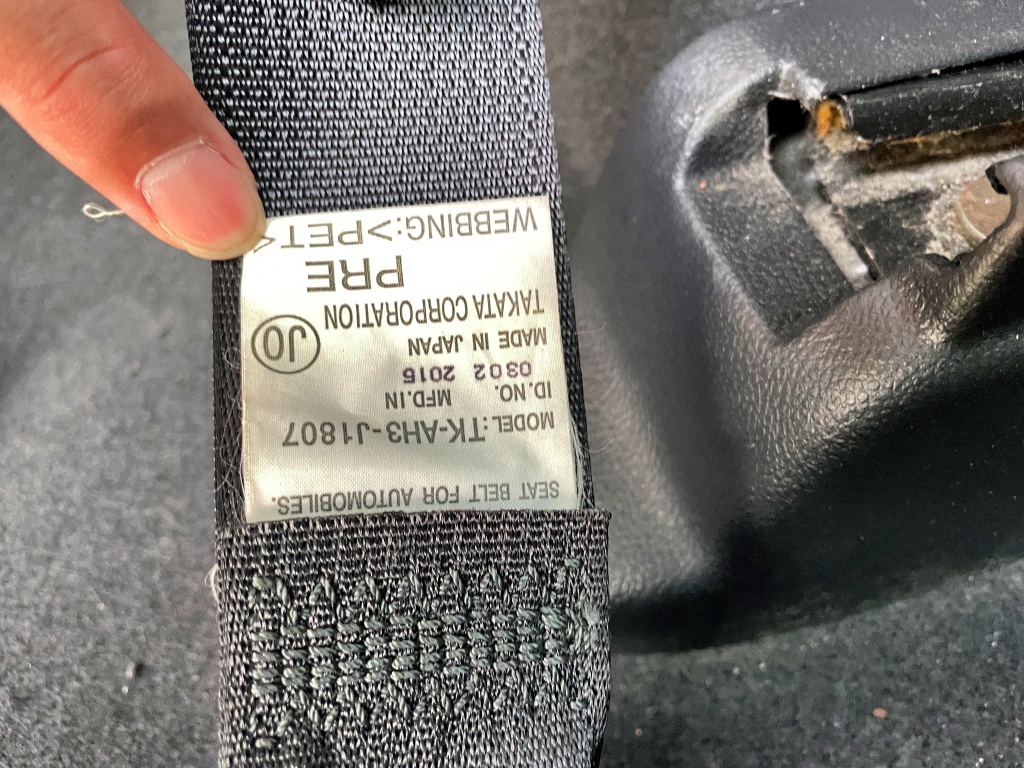 SEAT BELT FOR AUTOMOBILES.
MODEL:TK-AH3-J1807
ID.NO. MFD.IN
0302 2015
MADE IN JAPAN
TAKATA CORPORATION
JO
PRE
WEBBING:>PET<